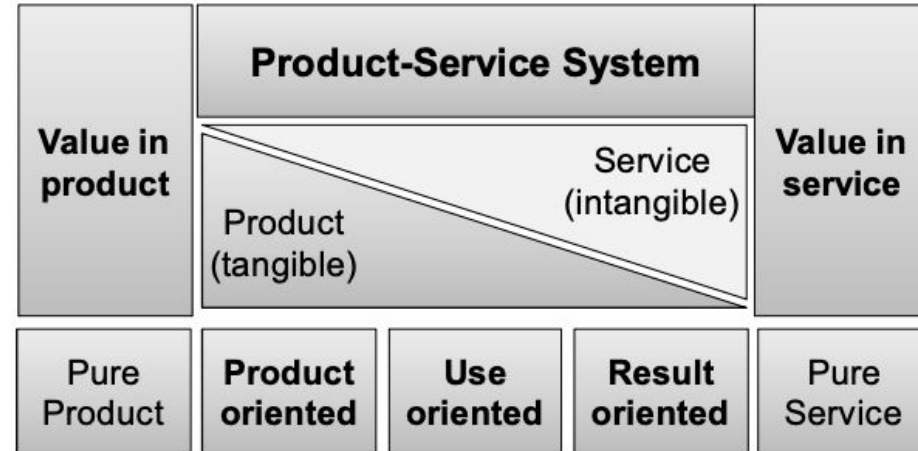 Product-Service System
Value in
product
Service
(intangible)
Product
(tangible)
Value in
service
Pure
Product
Product
oriented
Use
oriented
Result
oriented
Pure
Service